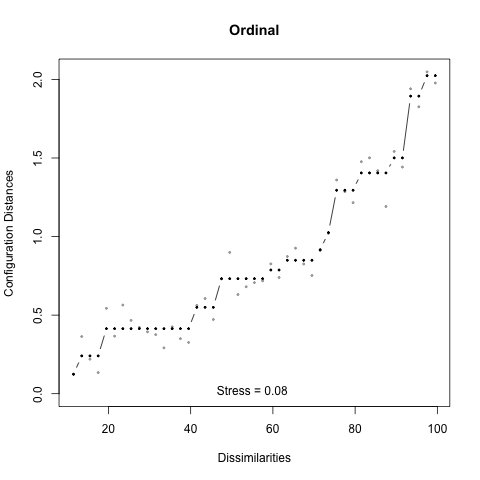 Ordinal
Configuration Distances
2.0
1.5
1.0
0.5
0.0
Stress = 0.08
20 40 60 80 100
Dissimilarities